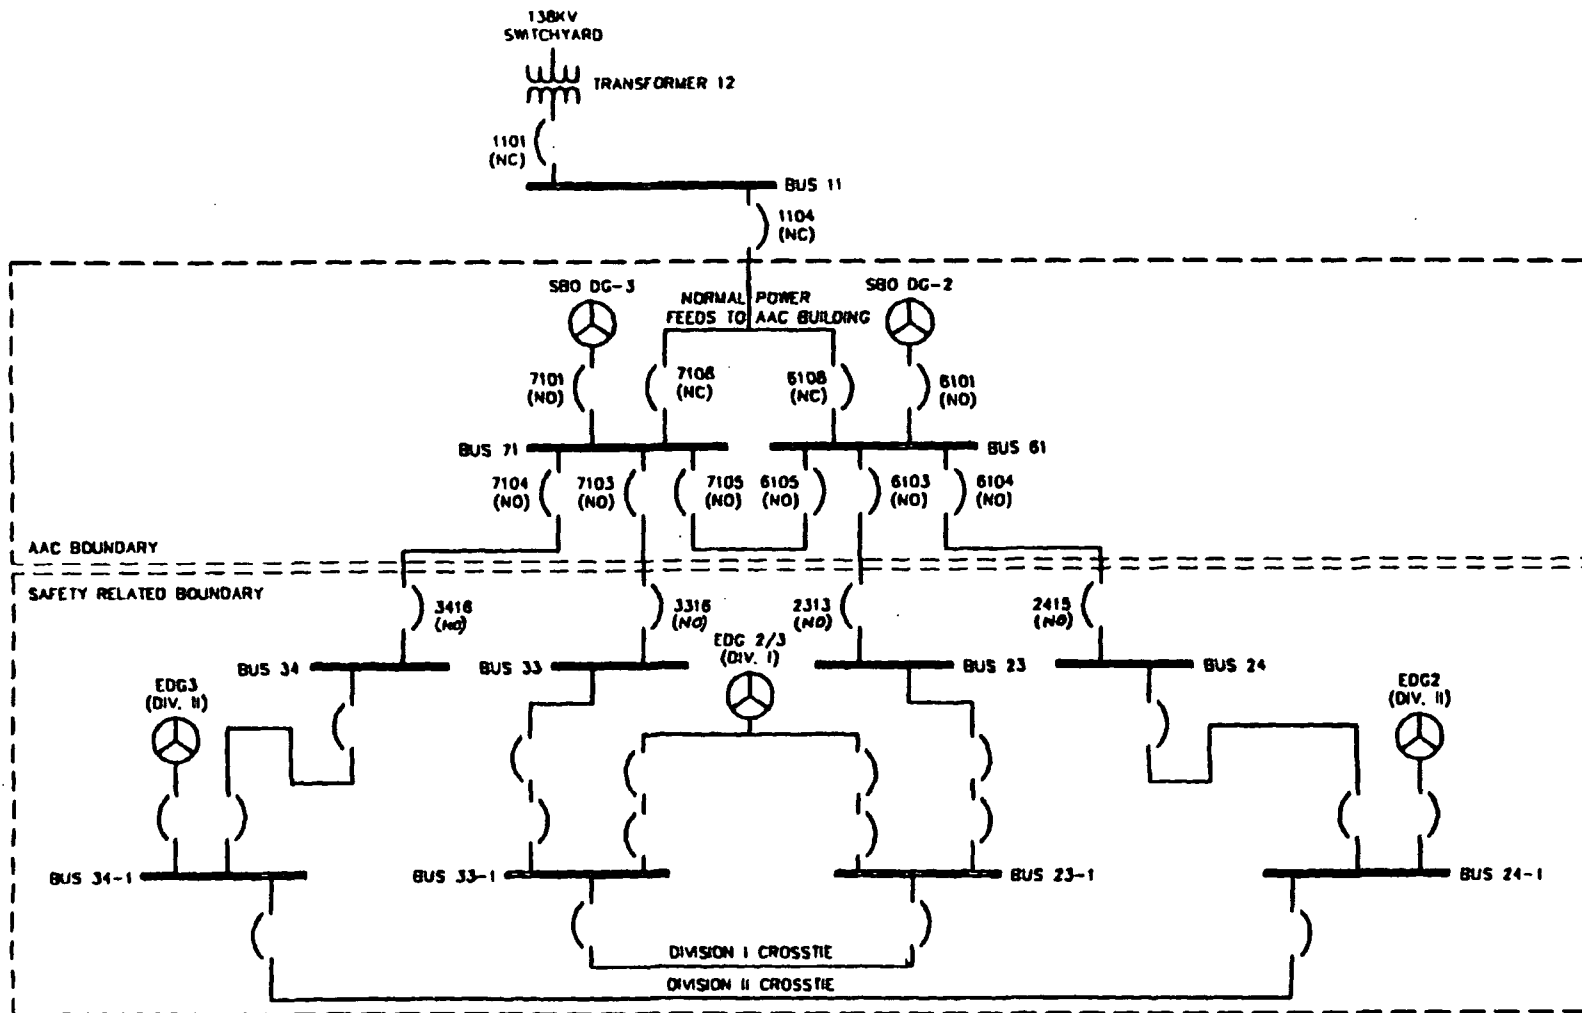 138KV
SWITCHYARD
TRANSFORMER 12
1101
(NC)
BUS 11
1104
(NC)
SBO DG-3
SBO DG-2
NORMAL POWER
FEEDS TO AAC BUILDING
7101
(NO)
7106
(NC)
6108
(NC)
6101
(NO)
BUS 71
BUS 61
7104
(NO)
7103
(NO)
7105
(NO)
6105
(NO)
6103
(NO)
6104
(NO)
AAC BOUNDARY
SAFETY RELATED BOUNDARY
3416
(NO)
3316
(NO)
2313
(NO)
2415
(NO)
EDG 2/3
(DIV. I)
BUS 34
BUS 33
BUS 23
BUS 24
EDG3
(DIV. II)
EDG2
(DIV. II)
BUS 34-1
BUS 33-1
BUS 23-1
BUS 24-1
DIVISION I CROSSTIE
DIVISION II CROSSTIE